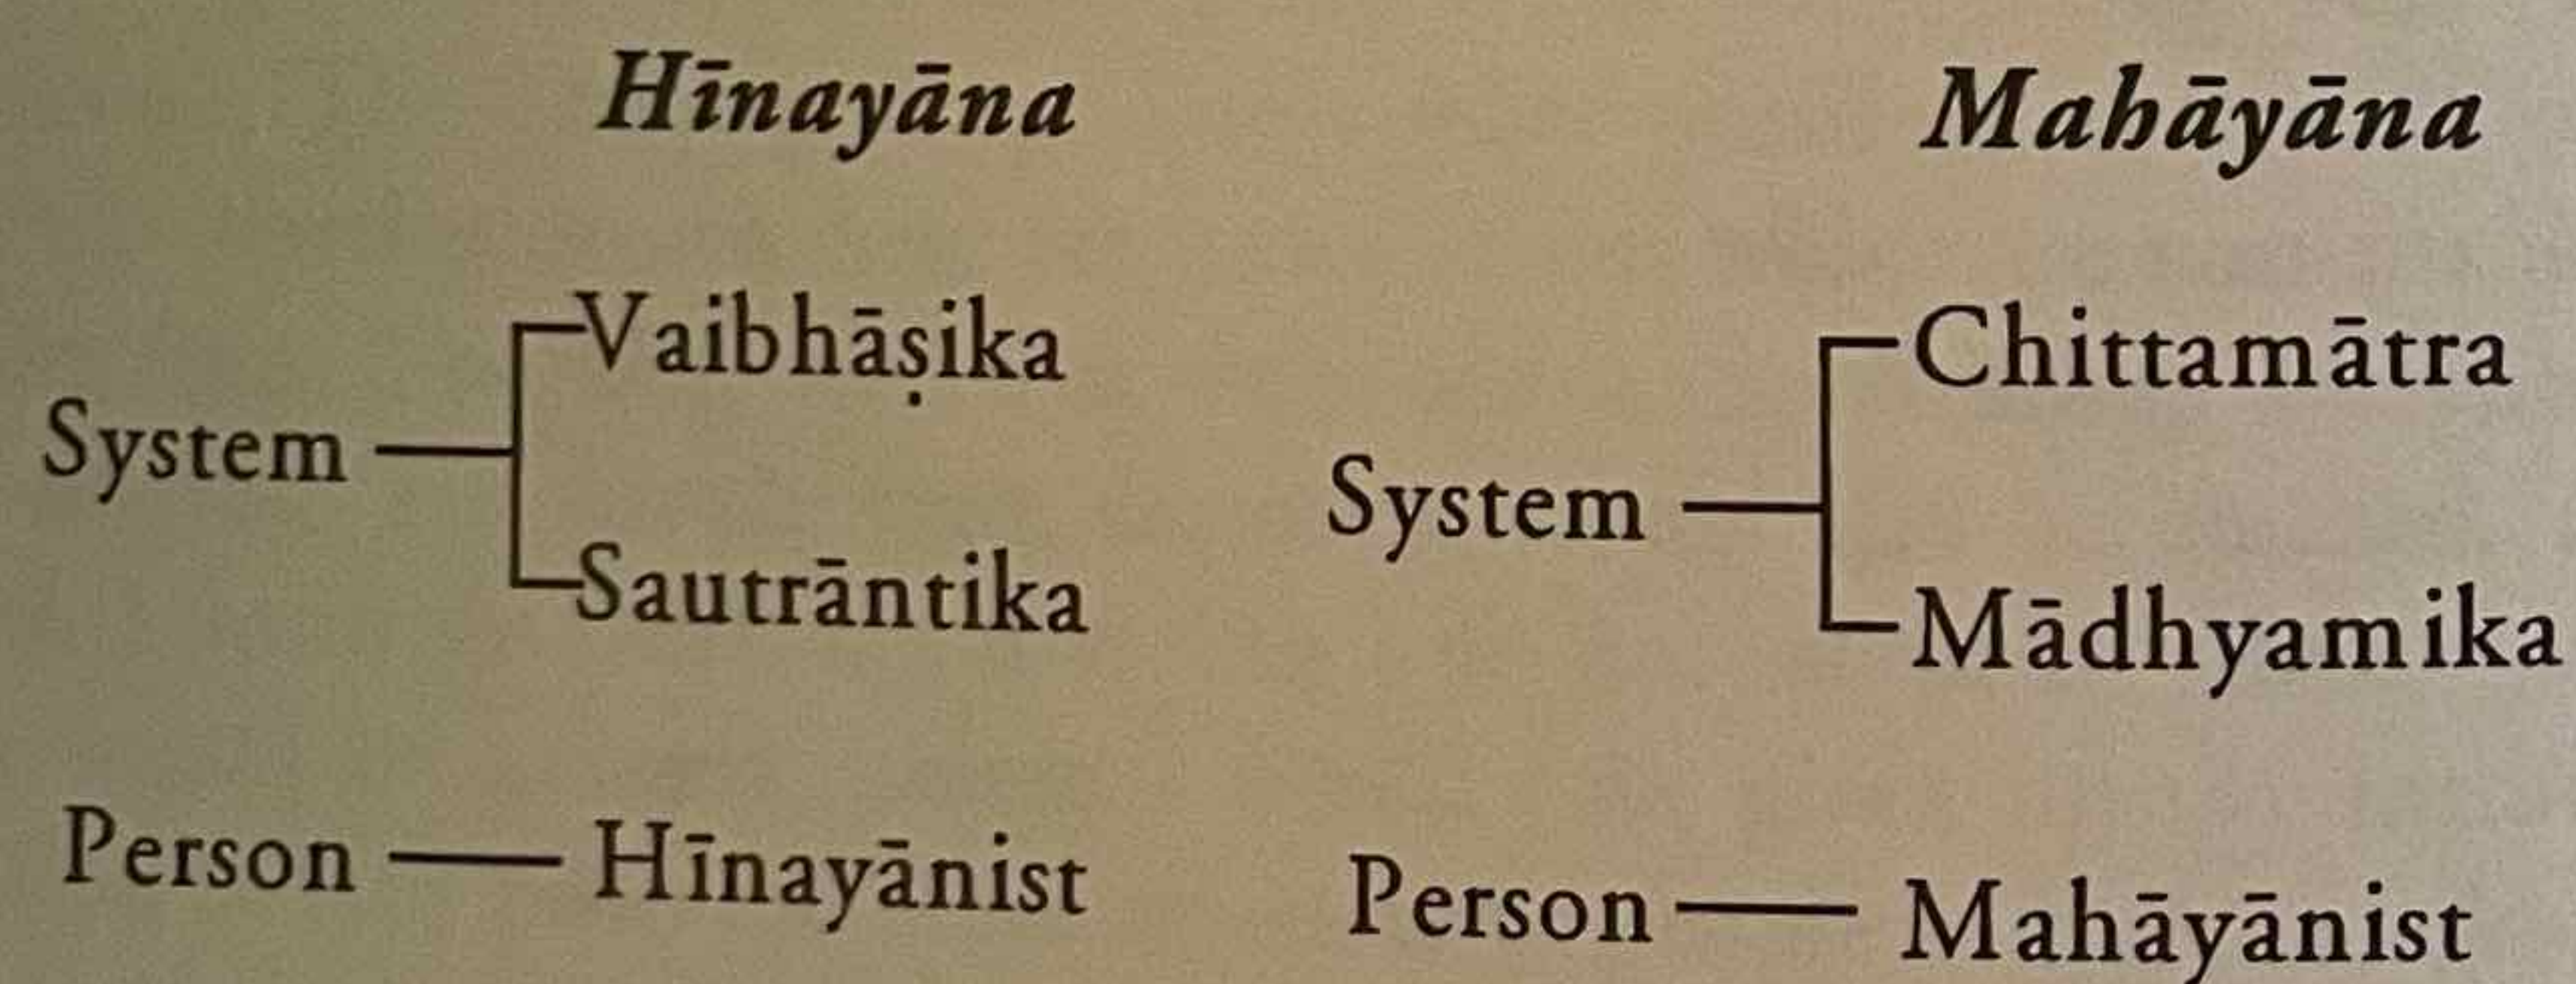 Hīnayāna
Vaibhāṣika
System
Sautrāntika
Person
Hīnayānist
Mahāyāna
Chittamātra
System
Mādhyamika
Person
Mahāyānist